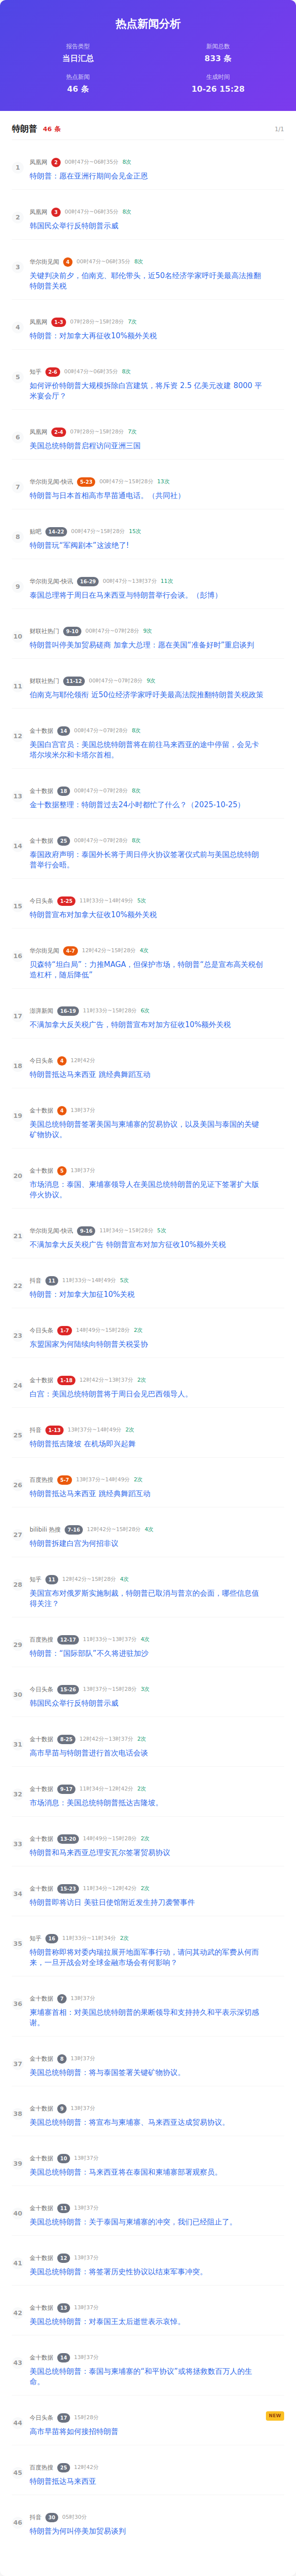 热点新闻分析
报告类型
新闻总数
当日汇总
833 条
热点新闻
生成时间
46 条
10-26 15:28
特朗普 46 条 1/1
1 凤凰网 2 00时47分~06时35分 8次
特朗普：愿在亚洲行期间会见金正恩
2 凤凰网 3 00时47分~06时35分 8次
韩国民众举行反特朗普示威
3 华尔街见闻 4 00时47分~06时35分 8次
关键判决前夕，伯南克、耶伦带头，近50名经济学家呼吁美最高法推翻
特朗普关税
4 凤凰网 1-3 07时28分~15时28分 7次
特朗普：对加拿大再征收10%额外关税
5 知乎 2-6 00时47分~06时35分 8次
如何评价特朗普大规模拆除白宫建筑，将斥资 2.5 亿美元改建 8000 平
米宴会厅？
6 凤凰网 2-4 07时28分~15时28分 7次
美国总统特朗普启程访问亚洲三国
7 华尔街见闻-快讯 5-23 00时47分~15时28分 13次
特朗普与日本首相高市早苗通电话。（共同社）
8 贴吧 14-22 00时47分~15时28分 15次
特朗普玩“军阀剧本”这波绝了!
9 华尔街见闻-快讯 16-29 00时47分~13时37分 11次
泰国总理将于周日在马来西亚与特朗普举行会谈。（彭博）
10 财联社热门 9-10 00时47分~07时28分 9次
特朗普叫停美加贸易磋商 加拿大总理：愿在美国“准备好时”重启谈判
11 财联社热门 11-12 00时47分~07时28分 9次
伯南克与耶伦领衔 近50位经济学家呼吁美最高法院推翻特朗普关税政策
12 金十数据 14 00时47分~07时28分 8次
美国白宫官员：美国总统特朗普将在前往马来西亚的途中停留，会见卡
塔尔埃米尔和卡塔尔首相。
13 金十数据 18 00时47分~07时28分 8次
金十数据整理：特朗普过去24小时都忙了什么？（2025-10-25）
14 金十数据 25 00时47分~07时28分 8次
泰国政府声明：泰国外长将于周日停火协议签署仪式前与美国总统特朗
普举行会晤。
15 今日头条 1-25 11时33分~14时49分 5次
特朗普宣布对加拿大征收10%额外关税
16 华尔街见闻 4-7 12时42分~15时28分 4次
贝森特“坦白局”：力推MAGA，但保护市场，特朗普“总是宣布高关税创
造杠杆，随后降低”
17 澎湃新闻 16-19 11时33分~15时28分 6次
不满加拿大反关税广告，特朗普宣布对加方征收10%额外关税
18 今日头条 4 12时42分
特朗普抵达马来西亚 跳经典舞蹈互动
19 金十数据 4 13时37分
美国总统特朗普签署美国与柬埔寨的贸易协议，以及美国与泰国的关键
矿物协议。
20 金十数据 5 13时37分
市场消息：泰国、柬埔寨领导人在美国总统特朗普的见证下签署扩大版
停火协议。
21 华尔街见闻-快讯 9-16 11时34分~15时28分 5次
不满加拿大反关税广告 特朗普宣布对加方征收10%额外关税
22 抖音 11 11时33分~14时49分 5次
特朗普：对加拿大加征10%关税
23 今日头条 1-7 14时49分~15时28分 2次
东盟国家为何陆续向特朗普关税妥协
24 金十数据 1-18 12时42分~13时37分 2次
白宫：美国总统特朗普将于周日会见巴西领导人。
25 抖音 1-13 13时37分~14时49分 2次
特朗普抵吉隆坡 在机场即兴起舞
26 百度热搜 5-7 13时37分~14时49分 2次
特朗普抵达马来西亚 跳经典舞蹈互动
27 bilibili 热搜 7-16 12时42分~15时28分 4次
特朗普拆建白宫为何招非议
28 知乎 11 12时42分~15时28分 4次
美国宣布对俄罗斯实施制裁，特朗普已取消与普京的会面，哪些信息值
得关注？
29 百度热搜 12-17 11时33分~13时37分 4次
特朗普：“国际部队”不久将进驻加沙
30 今日头条 15-26 13时37分~15时28分 3次
韩国民众举行反特朗普示威
31 金十数据 8-25 12时42分~13时37分 2次
高市早苗与特朗普进行首次电话会谈
32 金十数据 9-17 11时34分~12时42分 2次
市场消息：美国总统特朗普抵达吉隆坡。
33 金十数据 13-20 14时49分~15时28分 2次
特朗普和马来西亚总理安瓦尔签署贸易协议
34 金十数据 15-23 11时34分~12时42分 2次
特朗普即将访日 美驻日使馆附近发生持刀袭警事件
35 知乎 16 11时33分~11时34分 2次
特朗普称即将对委内瑞拉展开地面军事行动，请问其动武的军费从何而
来，一旦开战会对全球金融市场会有何影响？
36 金十数据 7 13时37分
柬埔寨首相：对美国总统特朗普的果断领导和支持持久和平表示深切感
谢。
37 金十数据 8 13时37分
美国总统特朗普：将与泰国签署关键矿物协议。
38 金十数据 9 13时37分
美国总统特朗普：将宣布与柬埔寨、马来西亚达成贸易协议。
39 金十数据 10 13时37分
美国总统特朗普：马来西亚将在泰国和柬埔寨部署观察员。
40 金十数据 11 13时37分
美国总统特朗普：关于泰国与柬埔寨的冲突，我们已经阻止了。
41 金十数据 12 13时37分
美国总统特朗普：将签署历史性协议以结束军事冲突。
42 金十数据 13 13时37分
美国总统特朗普：对泰国王太后逝世表示哀悼。
43 金十数据 14 13时37分
美国总统特朗普：泰国与柬埔寨的“和平协议”或将拯救数百万人的生
命。
44 今日头条 17 15时28分 NEW
高市早苗将如何接招特朗普
45 百度热搜 25 12时42分
特朗普抵达马来西亚
46 抖音 30 05时30分
特朗普为何叫停美加贸易谈判